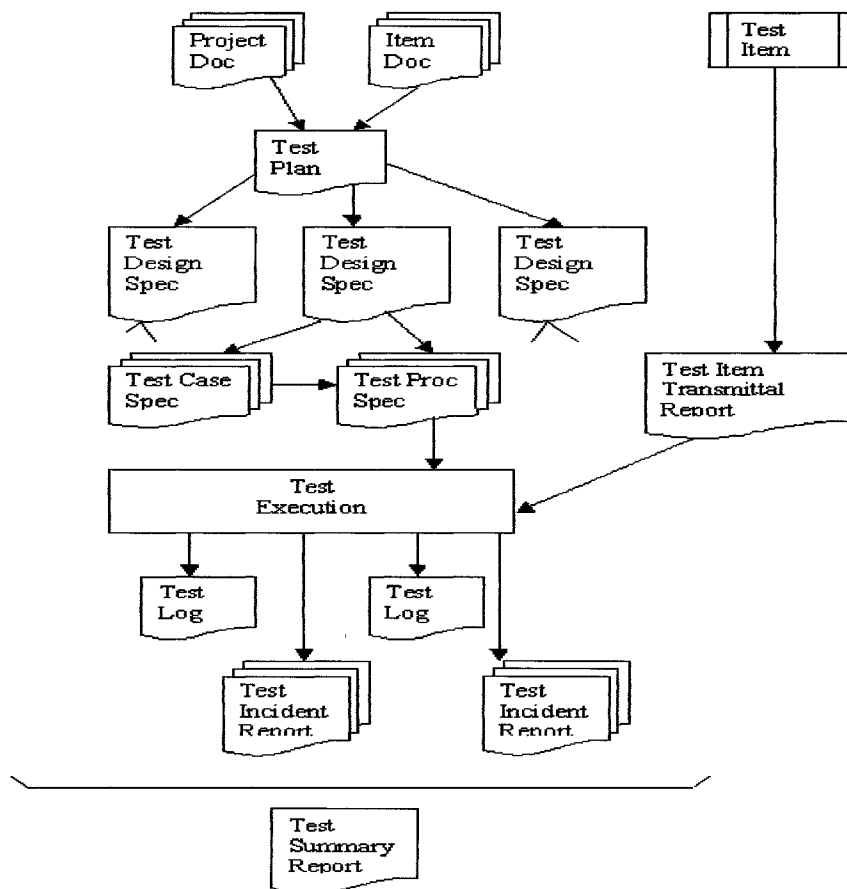 Project
Doc
Item
Doc
Test
Item
Test
Plan
Test
Design
Spec
Test
Design
Spec
Test
Design
Spec
Test Case
Spec
Test Proc
Spec
Test Item
Transmittal
Report
Test
Execution
Test
Log
Test
Log
Test
Incident
Report
Test
Incident
Report
Test
Summary
Report